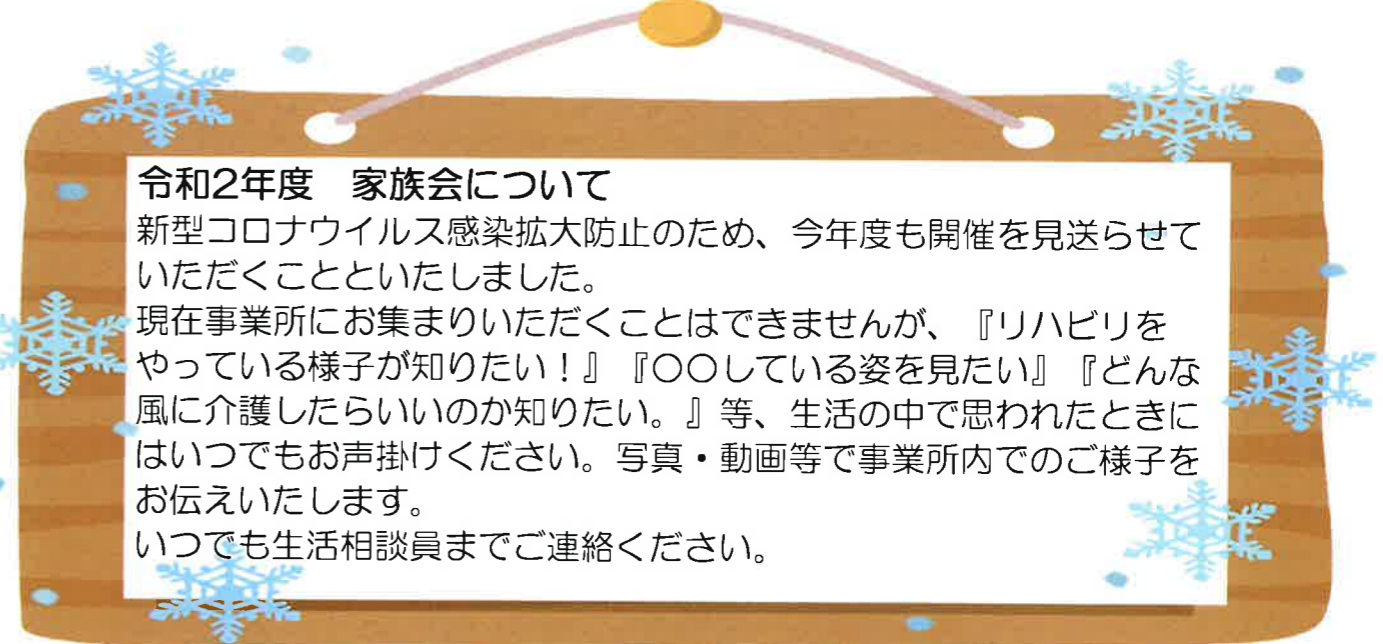 令和2年度　家族会について
新型コロナウイルス感染拡大防止のため、今年度も開催を見送らせて
いただくことといたしました。
現在事業所にお集まりいただくことはできませんが、『リハビリを
やっている様子が知りたい！』『〇〇している姿を見たい』『どんな
風に介護したらいいのか知りたい。』等、生活の中で思われたときに
はいつでもお声掛けください。写真・動画等で事業所内でのご様子を
お伝えいたします。
いつでも生活相談員までご連絡ください。